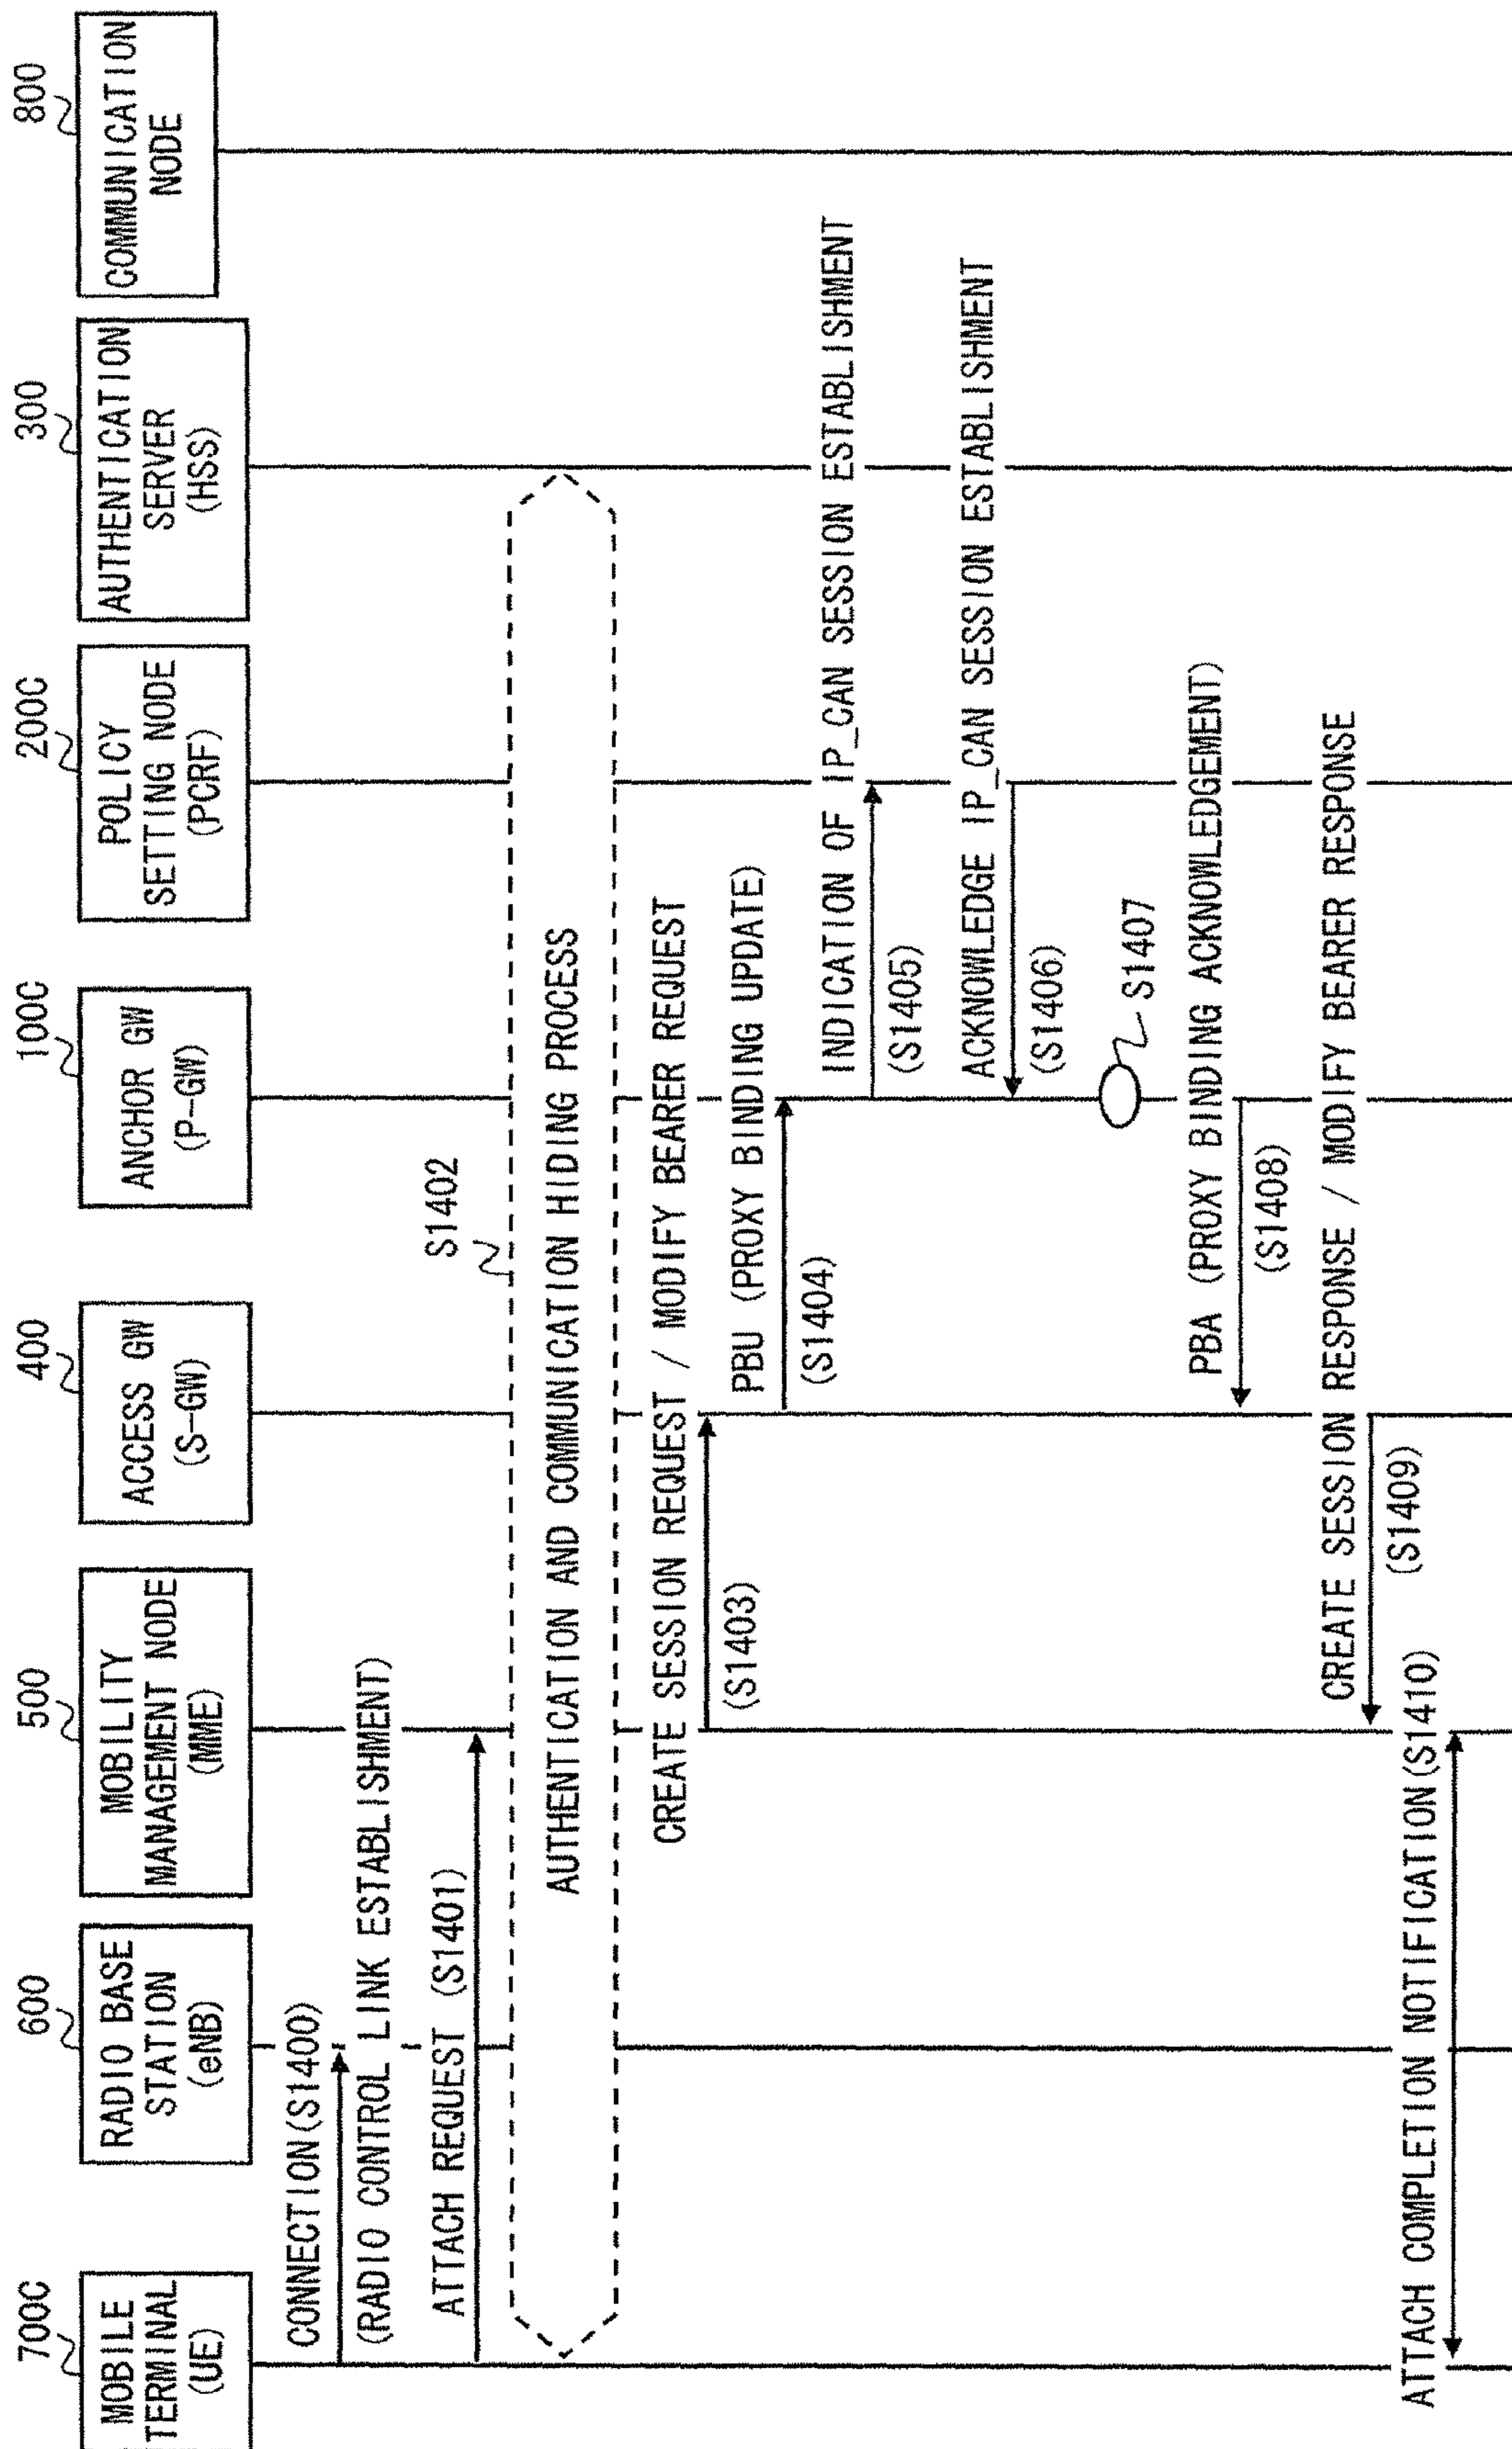 700C
MOBILE
TERMINAL
(UE)
600
RADIO BASE
STATION
(eNB)
500
MOBILITY
MANAGEMENT NODE
(MME)
400
ACCESS GW
(S-GW)
100C
ANCHOR GW
(P-GW)
200C
POLICY
SETTING NODE
(PCRF)
300
AUTHENTICATION
SERVER
(HSS)
800
COMMUNICATION
NODE
CONNECTION(S1400)
(RADIO CONTROL LINK ESTABLISHMENT)
ATTACH REQUEST (S1401)
S1402
AUTHENTICATION AND COMMUNICATION HIDING PROCESS
CREATE SESSION REQUEST / MODIFY BEARER REQUEST
(S1403)
PBU (PROXY BINDING UPDATE)
(S1404)
INDICATION OF IP_CAN SESSION ESTABLISHMENT
(S1405)
ACKNOWLEDGE IP_CAN SESSION ESTABLISHMENT
(S1406)
S1407
PBA (PROXY BINDING ACKNOWLEDGEMENT)
(S1408)
CREATE SESSION RESPONSE / MODIFY BEARER RESPONSE
(S1409)
ATTACH COMPLETION NOTIFICATION(S1410)